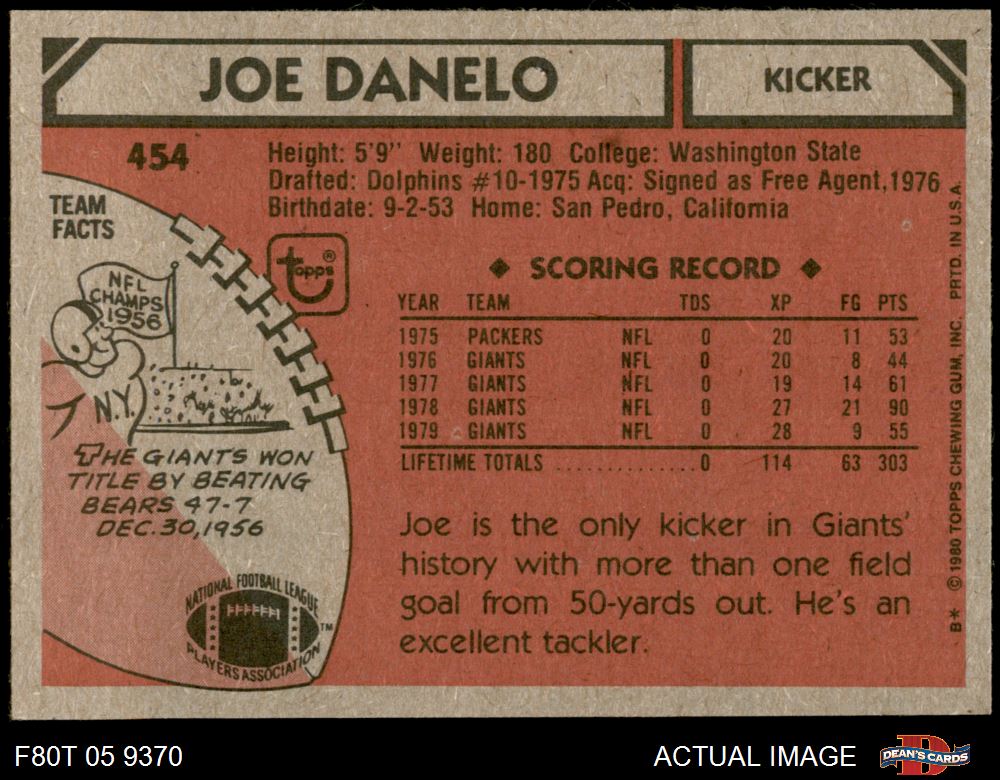 JOE DANELO
KICKER
454
Height: 5'9" Weight: 180 College: Washington State
Drafted: Dolphins #10-1975 Acq: Signed as Free Agent, 1976
Birthdate: 9-2-53 Home: San Pedro, California
TEAM
FACTS
NFL
CHAMPS
1956
N.Y.
THE GIANTS WON
TITLE BY BEATING
BEARS 47-7
DEC. 30, 1956
topps®
◆ SCORING RECORD ◆
YEAR TEAM TDS XP FG PTS
1975 PACKERS NFL 0 20 11 53
1976 GIANTS NFL 0 20 8 44
1977 GIANTS NFL 0 19 14 61
1978 GIANTS NFL 0 27 21 90
1979 GIANTS NFL 0 28 9 55
LIFETIME TOTALS ..............0 114 63 303
Joe is the only kicker in Giants'
history with more than one field
goal from 50-yards out. He's an
excellent tackler.
NATIONAL FOOTBALL LEAGUE
PLAYERS ASSOCIATION
TM
B* © 1980 TOPPS CHEWING GUM, INC. PRTD. IN U.S.A.
F80T 05 9370
ACTUAL IMAGE
DEAN'S CARDS